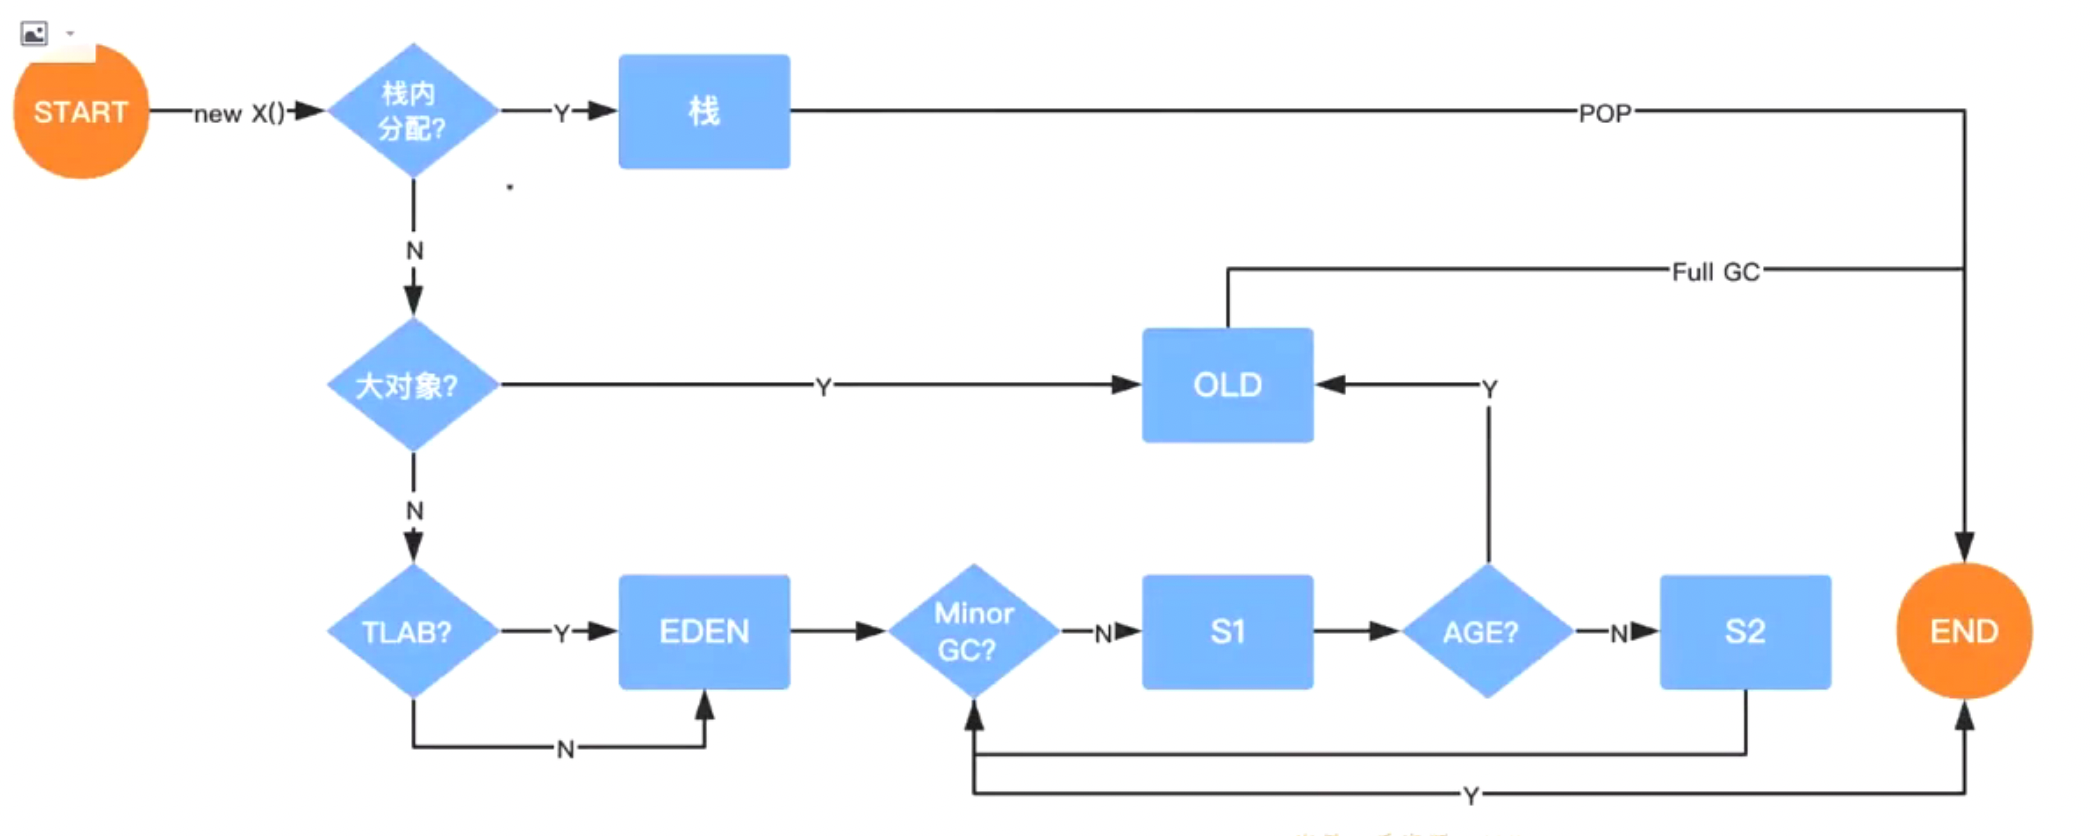 START
new X()
栈内
分配?
Y
栈
POP
N
Full GC
大对象?
Y
OLD
Y
N
TLAB?
Y
EDEN
Minor
GC?
N
S1
AGE?
N
S2
END
N
Y